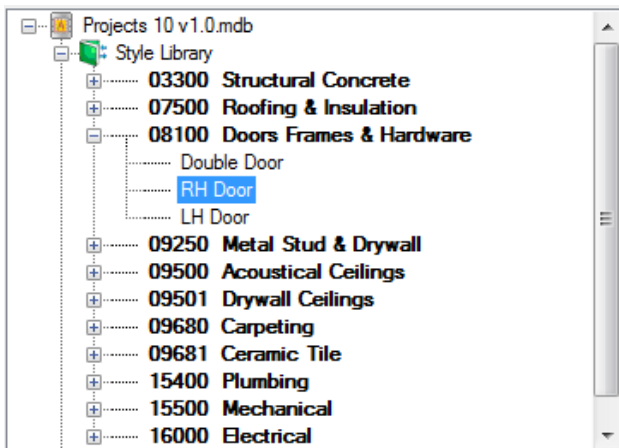 Projects 10 v1.0.mdb
Style Library
03300 Structural Concrete
07500 Roofing & Insulation
08100 Doors Frames & Hardware
Double Door
RH Door
LH Door
09250 Metal Stud & Drywall
09500 Acoustical Ceilings
09501 Drywall Ceilings
09680 Carpeting
09681 Ceramic Tile
15400 Plumbing
15500 Mechanical
16000 Electrical